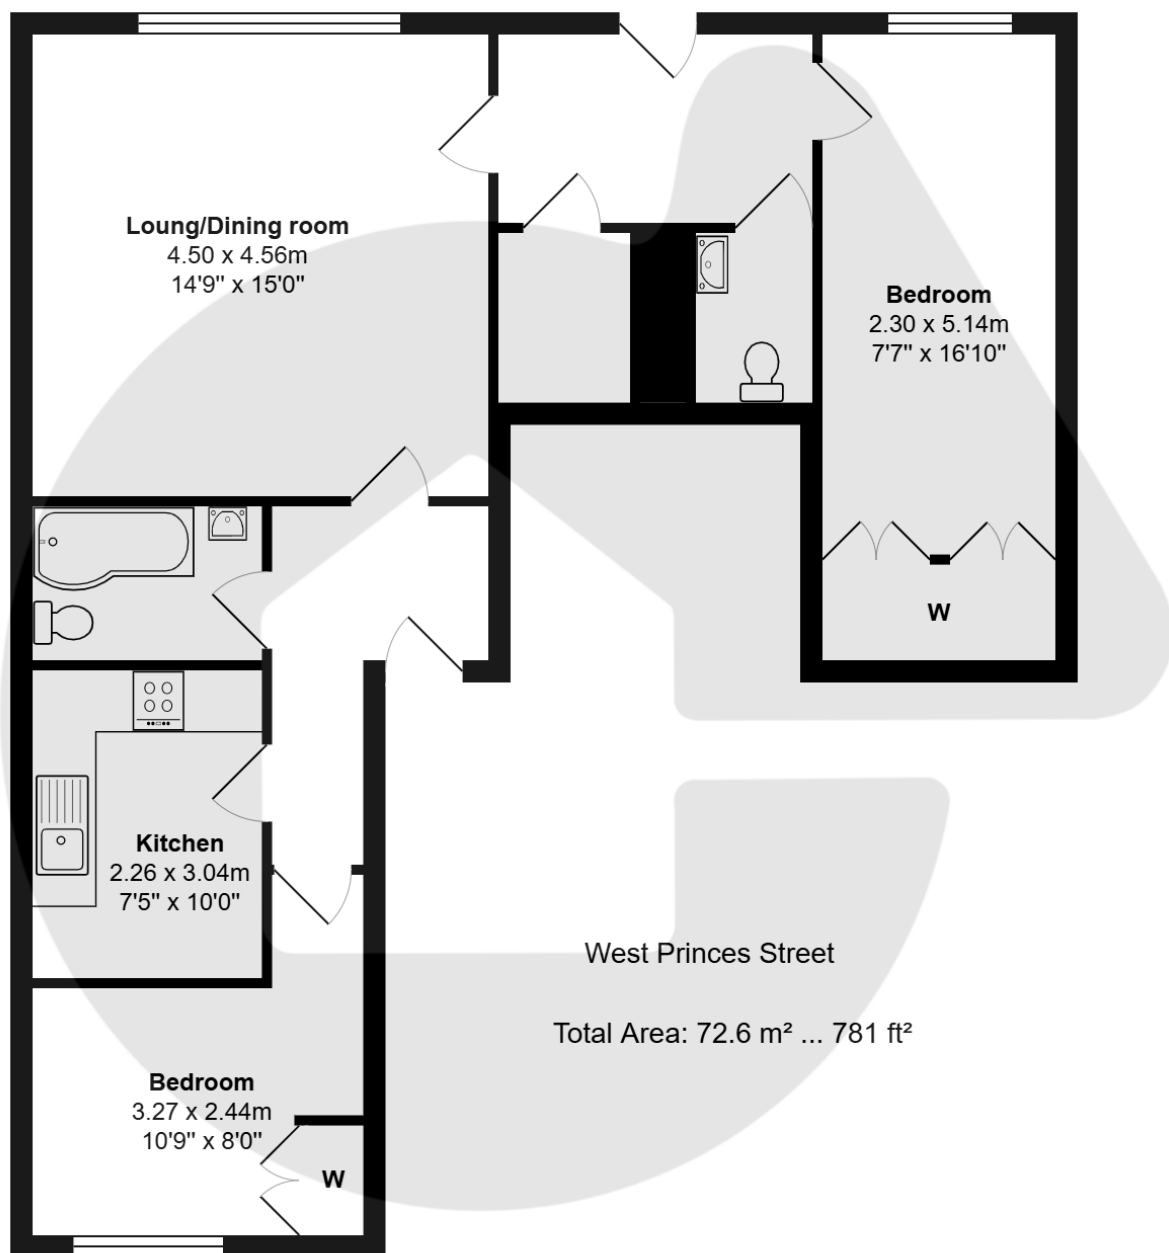 Loung/Dining room
4.50 x 4.56m
14'9" x 15'0"
Bedroom
2.30 x 5.14m
7'7" x 16'10"
W
Kitchen
2.26 x 3.04m
7'5" x 10'0"
West Princes Street
Total Area: 72.6 m² ... 781 ft²
Bedroom
3.27 x 2.44m
10'9" x 8'0"
W